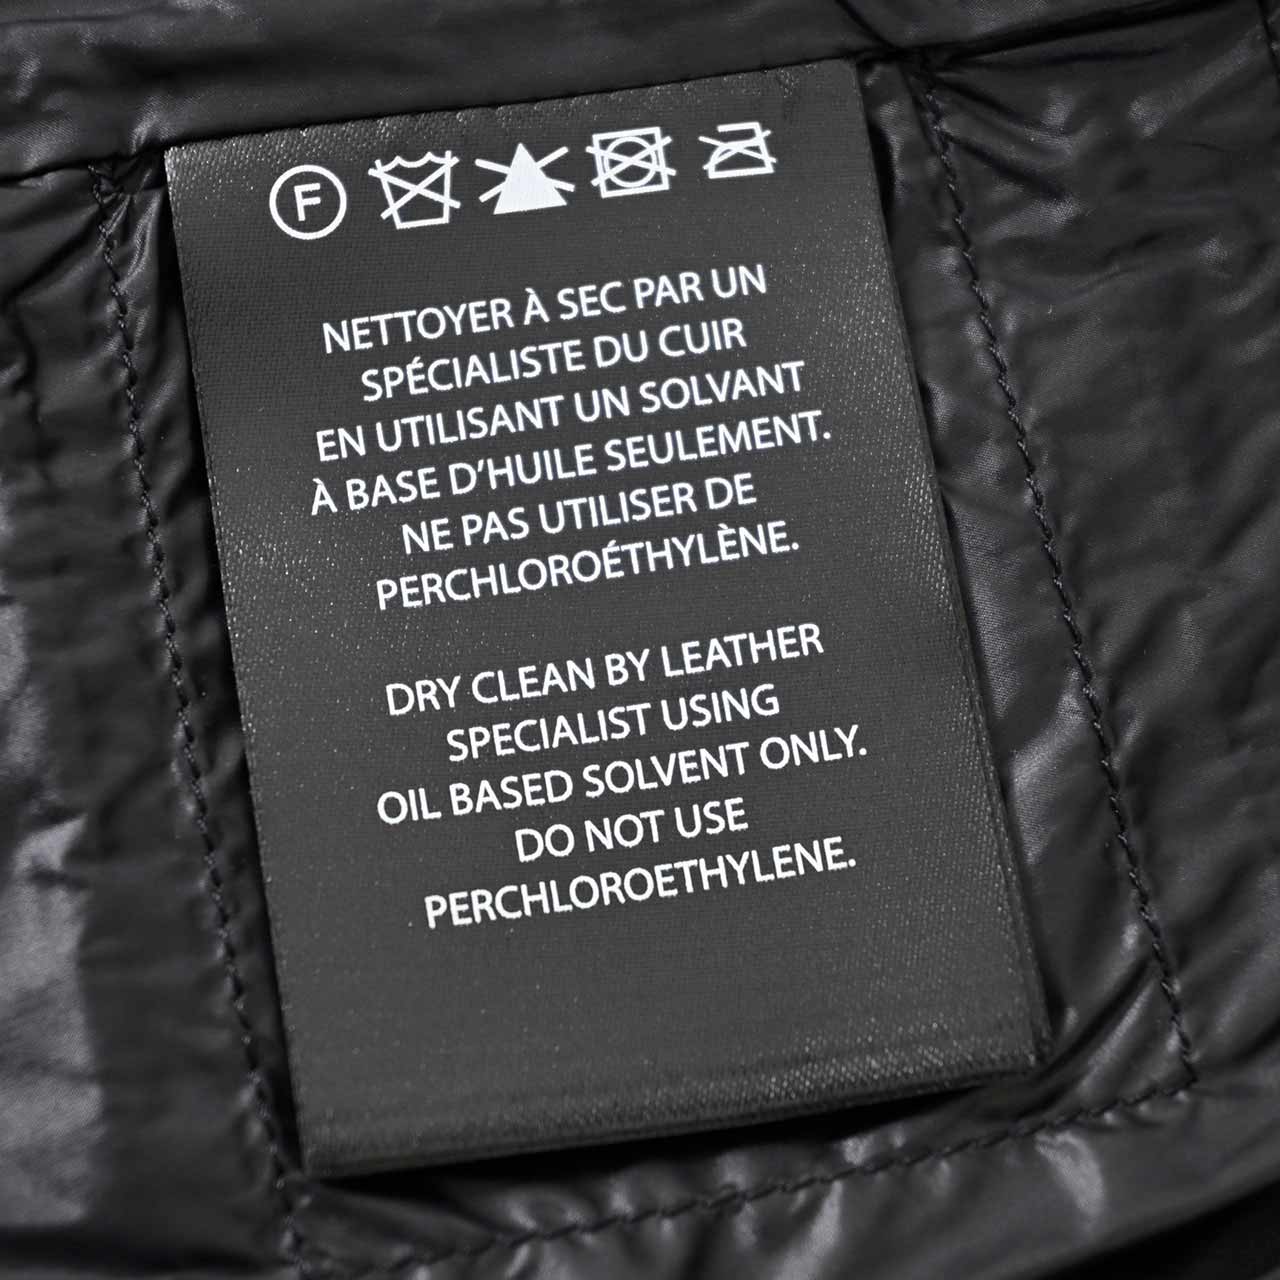 F
NETTOYER À SEC PAR UN
SPÉCIALISTE DU CUIR
EN UTILISANT UN SOLVANT
À BASE D'HUILE SEULEMENT.
NE PAS UTILISER DE
PERCHLOROÉTHYLÈNE.
DRY CLEAN BY LEATHER
SPECIALIST USING
OIL BASED SOLVENT ONLY.
DO NOT USE
PERCHLOROETHYLENE.